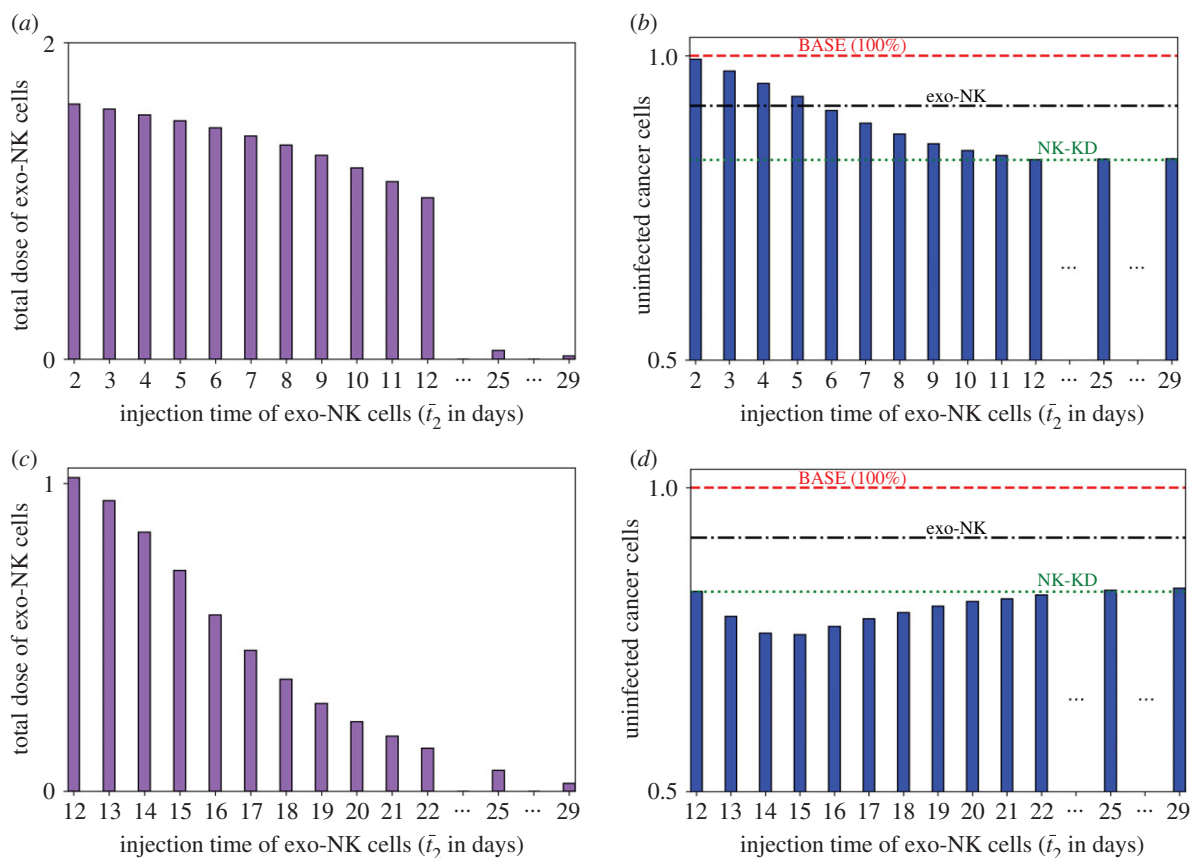 (a)
2
0
total dose of exo-NK cells
2 3 4 5 6 7 8 9 10 11 12 ... 25 ... 29
injection time of exo-NK cells (t̄₂ in days)
(b)
1.0
0.5
uninfected cancer cells
BASE (100%)
exo-NK
NK-KD
... ...
2 3 4 5 6 7 8 9 10 11 12 ... 25 ... 29
injection time of exo-NK cells (t̄₂ in days)
(c)
1
0
total dose of exo-NK cells
12 13 14 15 16 17 18 19 20 21 22 ... 25 ... 29
injection time of exo-NK cells (t̄₂ in days)
(d)
1.0
0.5
uninfected cancer cells
BASE (100%)
exo-NK
NK-KD
... ...
12 13 14 15 16 17 18 19 20 21 22 ... 25 ... 29
injection time of exo-NK cells (t̄₂ in days)